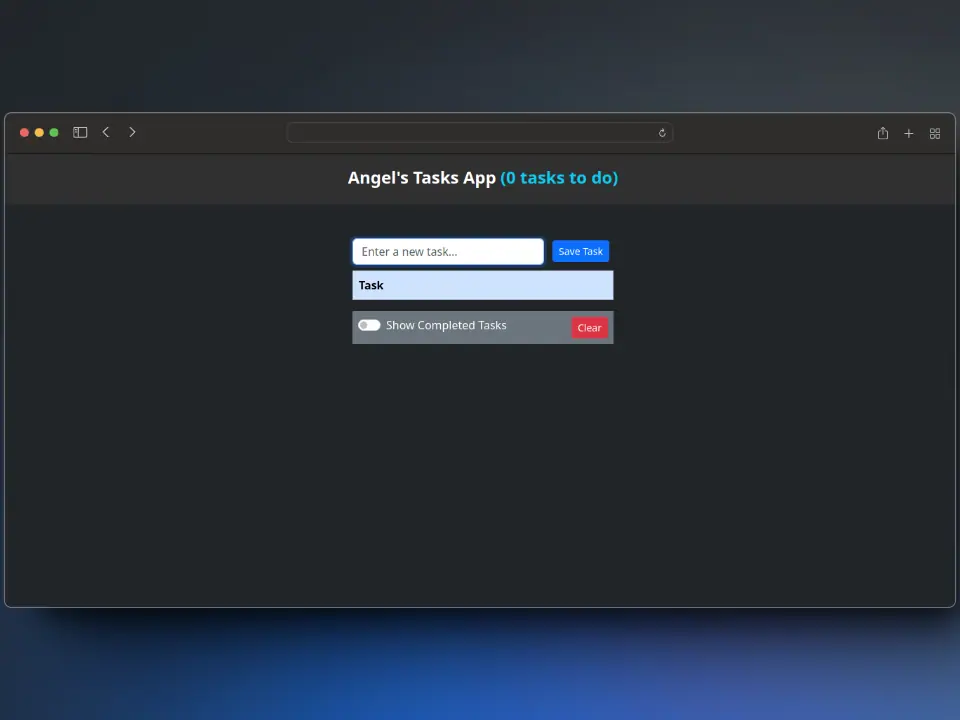 Angel's Tasks App (0 tasks to do)
Enter a new task... Save Task
Task
Show Completed Tasks Clear